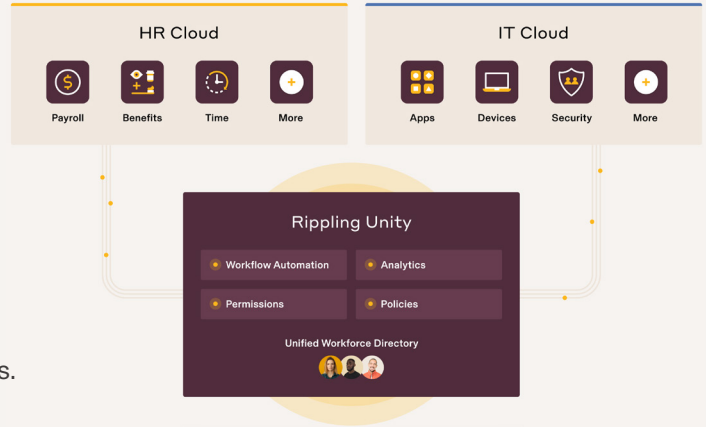 HR Cloud
Payroll Benefits Time More
IT Cloud
Apps Devices Security More
Rippling Unity
Workflow Automation Analytics
Permissions Policies
Unified Workforce Directory
s.